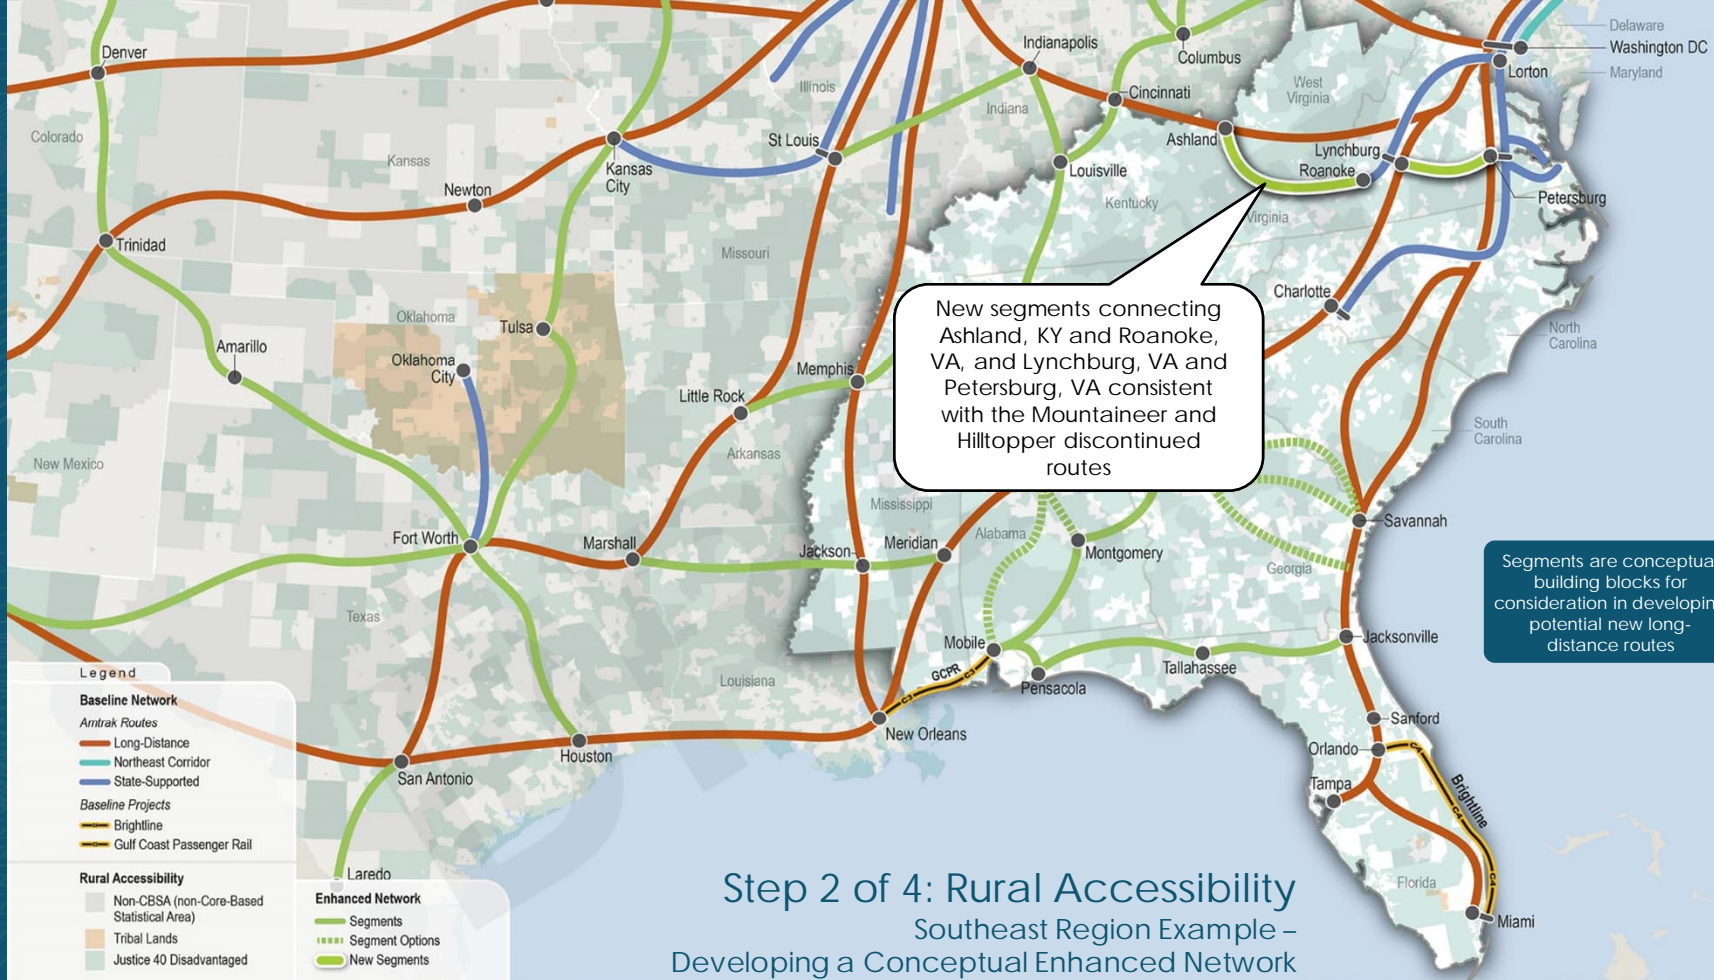 Denver
Colorado
Kansas
Newton
Trinidad
Kansas
City
St Louis
Illinois
Indiana
Indianapolis
Columbus
Cincinnati
Louisville
Kentucky
Ashland
West
Virginia
Lynchburg
Roanoke
Virginia
Delaware
Washington DC
Lorton
Maryland
Petersburg
Missouri
Oklahoma
Tulsa
Oklahoma
City
Amarillo
New Mexico
Little Rock
Memphis
Arkansas
Charlotte
North
Carolina
South
Carolina
New segments connecting
Ashland, KY and Roanoke,
VA, and Lynchburg, VA and
Petersburg, VA consistent
with the Mountaineer and
Hilltopper discontinued
routes
Fort Worth
Marshall
Jackson
Meridian
Mississippi
Alabama
Montgomery
Georgia
Savannah
Segments are conceptua
building blocks for
consideration in developin
potential new long-
distance routes
Texas
Louisiana
Mobile
GCPR
C3
C3
Pensacola
Tallahassee
Jacksonville
New Orleans
Houston
San Antonio
Laredo
Sanford
Orlando
Tampa
Brightline
C4
C4
C4
Florida
Miami
Legend
Baseline Network
Amtrak Routes
Long-Distance
Northeast Corridor
State-Supported
Baseline Projects
Brightline
Gulf Coast Passenger Rail
Rural Accessibility
Non-CBSA (non-Core-Based
Statistical Area)
Tribal Lands
Justice 40 Disadvantaged
Enhanced Network
Segments
Segment Options
New Segments
Step 2 of 4: Rural Accessibility
Southeast Region Example –
Developing a Conceptual Enhanced Network